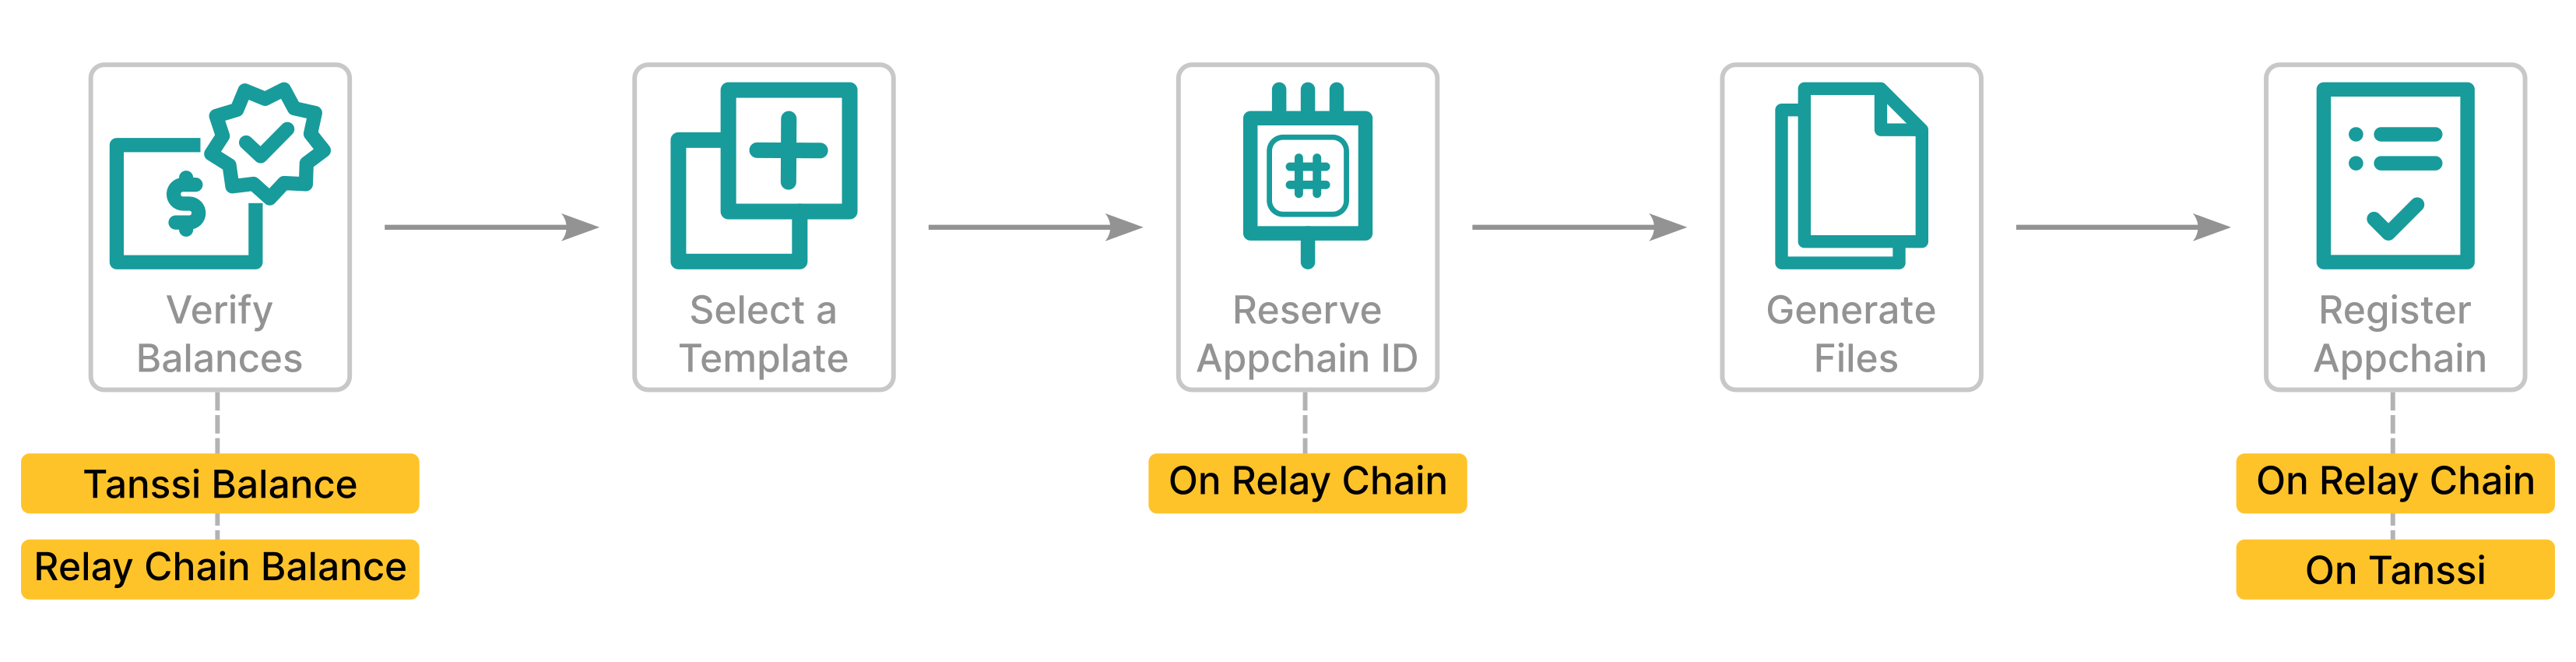 $
#
Verify
Balances
Select a
Template
Reserve
Appchain ID
Generate
Files
Register
Appchain
Tanssi Balance
Relay Chain Balance
On Relay Chain
On Relay Chain
On Tanssi